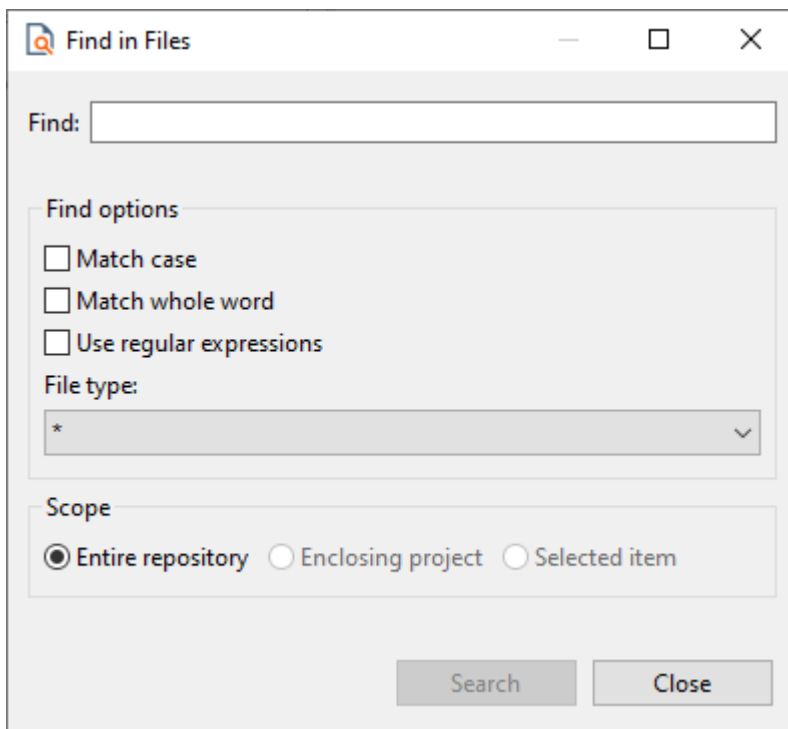 Find in Files
Find:
Find options
Match case
Match whole word
Use regular expressions
File type:
*
Scope
Entire repository Enclosing project Selected item
Search Close